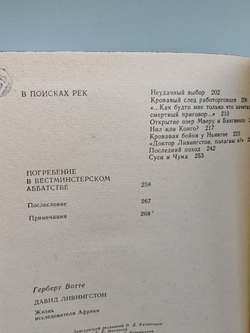 В ПОИСКАХ РЕК
Неудачный выбор 202
Кровавый след работорговцев 206
«...Как будто мне только что зачитали
смертный приговор...» 210
Открытие озер Мверу и Бангвеоло
Нил или Конго? 217
Кровавая бойня у Ньянгве
«Доктор Ливингстон, полагаю я!»
Последний поход 242
Суси и Чума 253
ПОГРЕБЕНИЕ
В ВЕСТМИНСТЕРСКОМ
АББАТСТВЕ 258
Послесловие 267
Примечания 268
Герберт Вотте
ДАВИД ЛИВИНГСТОН
Жизнь
исследователя Африки